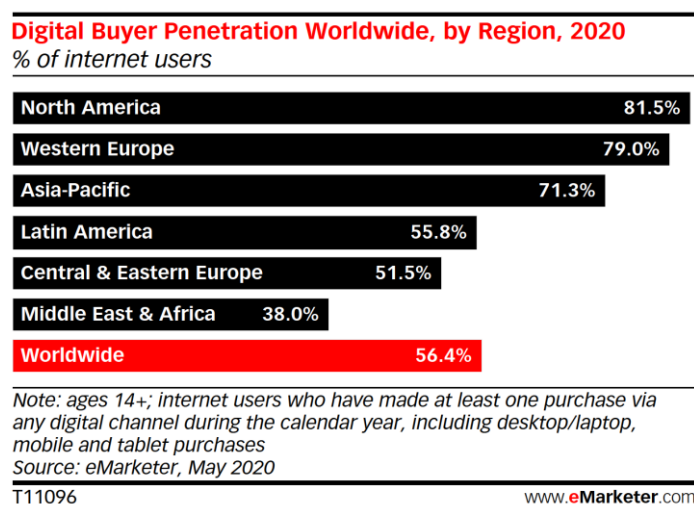 Digital Buyer Penetration Worldwide, by Region, 2020
% of internet users
North America 81.5%
Western Europe 79.0%
Asia-Pacific 71.3%
Latin America 55.8%
Central & Eastern Europe 51.5%
Middle East & Africa 38.0%
Worldwide 56.4%
Note: ages 14+; internet users who have made at least one purchase via
any digital channel during the calendar year, including desktop/laptop,
mobile and tablet purchases
Source: eMarketer, May 2020
T11096 www.eMarketer.com